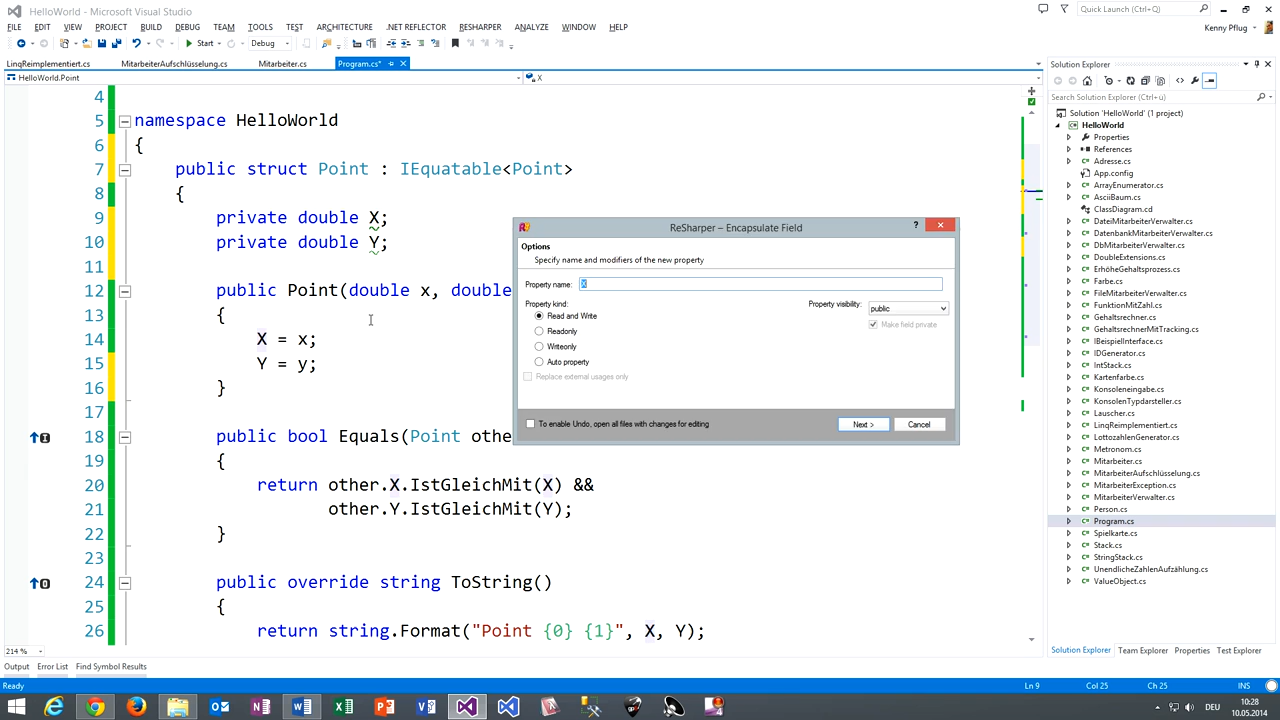 HelloWorld - Microsoft Visual Studio
Quick Launch (Ctrl+Q)
FILE EDIT VIEW PROJECT BUILD DEBUG TEAM TOOLS TEST ARCHITECTURE .NET REFLECTOR RESHARPER ANALYZE WINDOW HELP
Kenny Pflug
Start Debug
LinqReimplementiert.cs MitarbeiterAufschlüsselung.cs Mitarbeiter.cs Program.cs*
HelloWorld.Point X
4
5 namespace HelloWorld
6 {
7 public struct Point : IEquatable<Point>
8 {
9 private double X;
10 private double Y;
11
12 public Point(double x, double
13 {
14 X = x;
15 Y = y;
16 }
17
18 public bool Equals(Point othe
19 {
20 return other.X.IstGleichMit(X) &&
21 other.Y.IstGleichMit(Y);
22 }
23
24 public override string ToString()
25 {
26 return string.Format("Point {0} {1}", X, Y);
214 %
ReSharper – Encapsulate Field
?
Options
Specify name and modifiers of the new property
Property name: X
Property kind:
Read and Write
Readonly
Writeonly
Auto property
Replace external usages only
Property visibility: public
Make field private
To enable Undo, open all files with changes for editing
Next > Cancel
Solution Explorer
Search Solution Explorer (Ctrl+ü)
Solution 'HelloWorld' (1 project)
HelloWorld
Properties
References
Adresse.cs
App.config
ArrayEnumerator.cs
AsciiBaum.cs
ClassDiagram.cd
DateiMitarbeiterVerwalter.cs
DatenbankMitarbeiterVerwalter.cs
DbMitarbeiterVerwalter.cs
DoubleExtensions.cs
ErhöheGehaltsprozess.cs
Farbe.cs
FileMitarbeiterVerwalter.cs
FunktionMitZahl.cs
Gehaltsrechner.cs
GehaltsrechnerMitTracking.cs
IBeispielInterface.cs
IDGenerator.cs
IntStack.cs
Kartenfarbe.cs
Konsoleneingabe.cs
KonsolenTypdarsteller.cs
Lauscher.cs
LinqReimplementiert.cs
LottozahlenGenerator.cs
Metronom.cs
Mitarbeiter.cs
MitarbeiterAufschlüsselung.cs
MitarbeiterException.cs
MitarbeiterVerwalter.cs
Person.cs
Program.cs
Spielkarte.cs
Stack.cs
StringStack.cs
UnendlicheZahlenAufzählung.cs
ValueObject.cs
Solution Explorer Team Explorer Properties Test Explorer
Output Error List Find Symbol Results
Ready Ln 9 Col 25 Ch 25 INS
DEU
10:28
10.05.2014